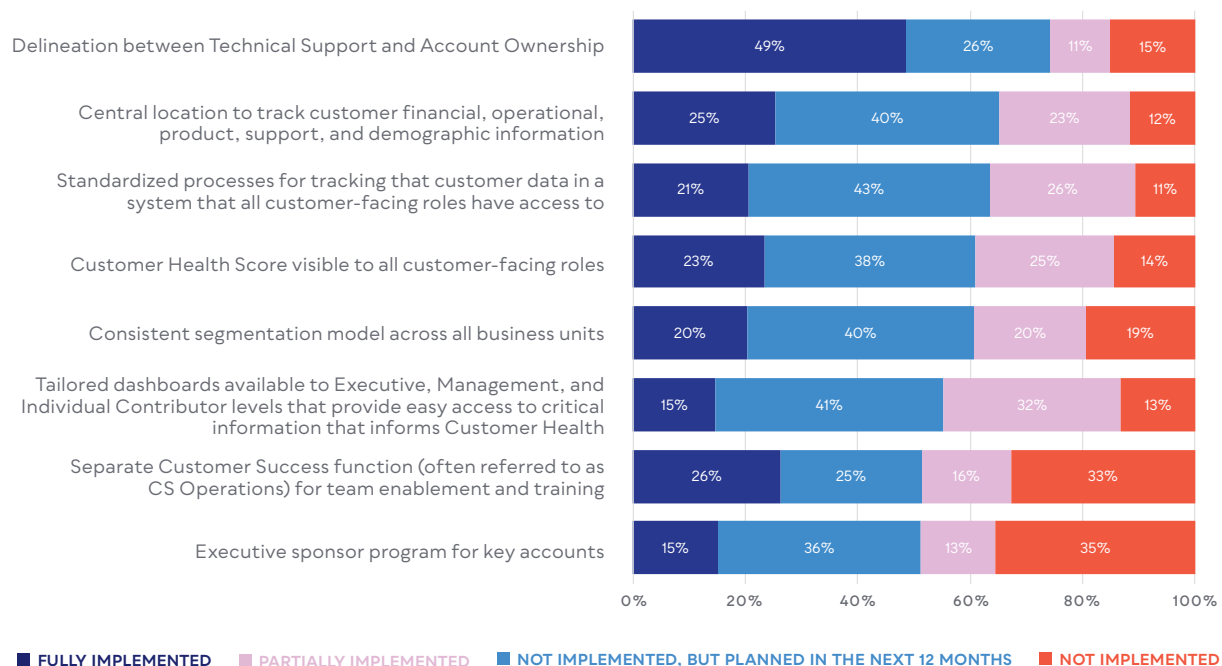 Delineation between Technical Support and Account Ownership
49% 26% 11% 15%
Central location to track customer financial, operational,
product, support, and demographic information
25% 40% 23% 12%
Standardized processes for tracking that customer data in a
system that all customer-facing roles have access to
21% 43% 26% 11%
Customer Health Score visible to all customer-facing roles
23% 38% 25% 14%
Consistent segmentation model across all business units
20% 40% 20% 19%
Tailored dashboards available to Executive, Management, and
Individual Contributor levels that provide easy access to critical
information that informs Customer Health
15% 41% 32% 13%
Separate Customer Success function (often referred to as
CS Operations) for team enablement and training
26% 25% 16% 33%
Executive sponsor program for key accounts
15% 36% 13% 35%
0% 20% 40% 60% 80% 100%
FULLY IMPLEMENTED PARTIALLY IMPLEMENTED NOT IMPLEMENTED, BUT PLANNED IN THE NEXT 12 MONTHS NOT IMPLEMENTED